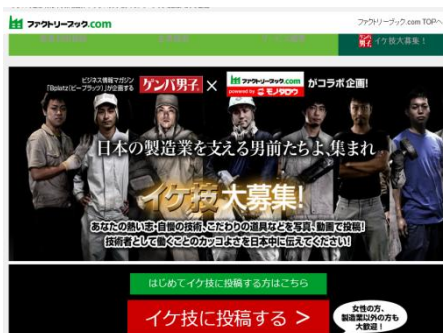 ファクトリーブック.com
ファクトリーブック.com TOPへ
ゲンバ男子 イケ技大募集!
ビジネス情報マガジン
「Bplatz(ビープラッツ)」が企画する
ゲンバ男子 × ファクトリーブック.com
powered by モノタロウ
がコラボ企画!
日本の製造業を支える男前たちよ、集まれ
イケ技大募集!
あなたの熱い志・自慢の技術、こだわりの道具などを写真、動画で投稿!
技術者として働くことのカッコよさを日本中に伝えてください!
はじめてイケ技に投稿する方はこちら
イケ技に投稿する >
女性の方、
製造業以外の方も
大歓迎!